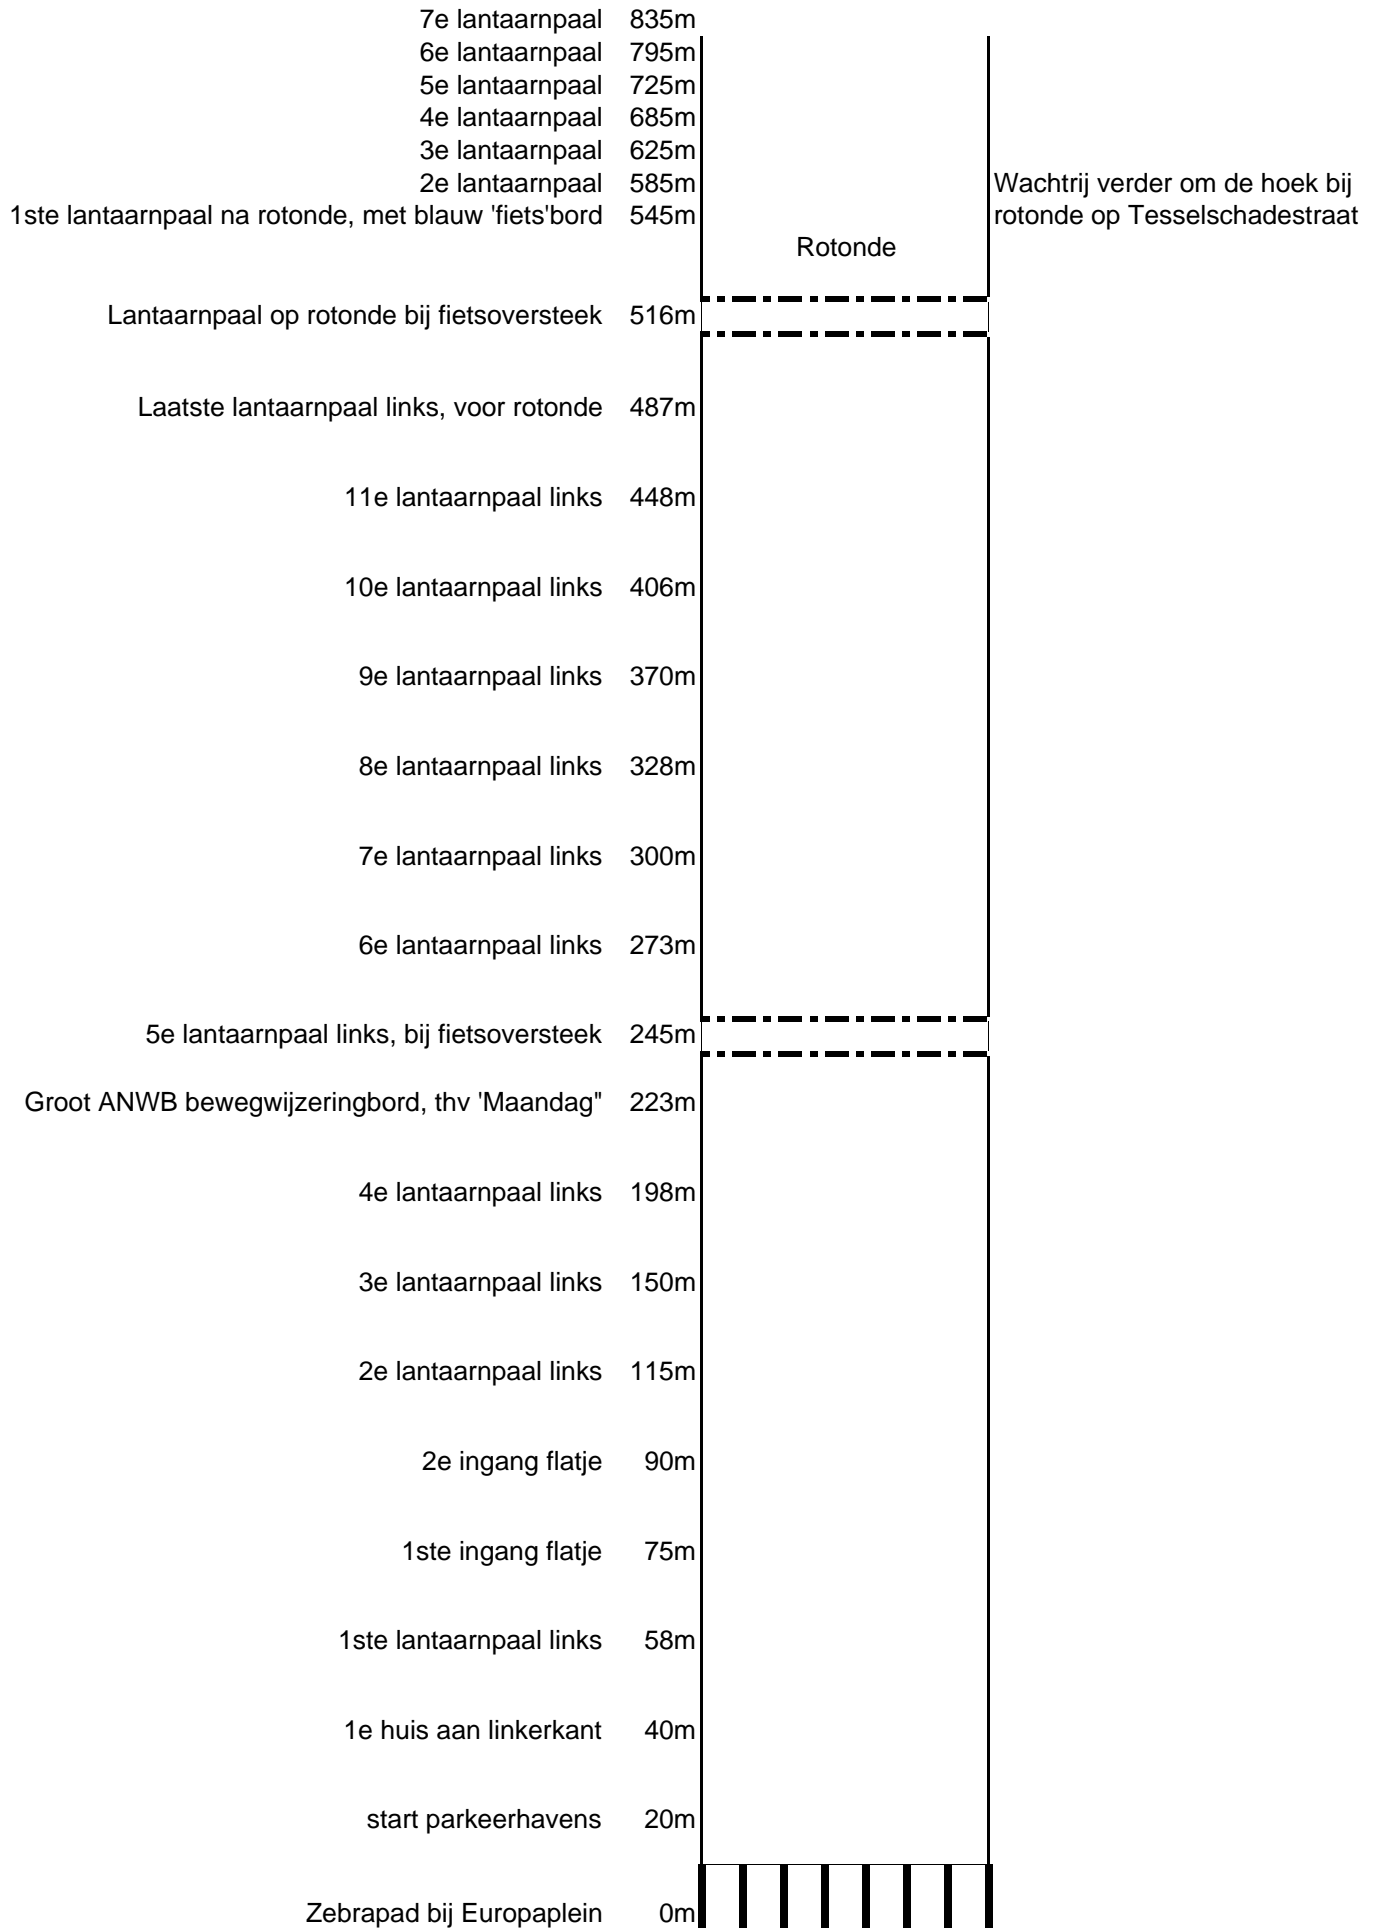 7e lantaarnpaal 835m
6e lantaarnpaal 795m
5e lantaarnpaal 725m
4e lantaarnpaal 685m
3e lantaarnpaal 625m
2e lantaarnpaal 585m Wachtrij verder om de hoek bij
1ste lantaarnpaal na rotonde, met blauw 'fiets'bord 545m rotonde op Tesselschadestraat
Rotonde
Lantaarnpaal op rotonde bij fietsoversteek 516m
Laatste lantaarnpaal links, voor rotonde 487m
11e lantaarnpaal links 448m
10e lantaarnpaal links 406m
9e lantaarnpaal links 370m
8e lantaarnpaal links 328m
7e lantaarnpaal links 300m
6e lantaarnpaal links 273m
5e lantaarnpaal links, bij fietsoversteek 245m
Groot ANWB bewegwijzeringbord, thv 'Maandag" 223m
4e lantaarnpaal links 198m
3e lantaarnpaal links 150m
2e lantaarnpaal links 115m
2e ingang flatje 90m
1ste ingang flatje 75m
1ste lantaarnpaal links 58m
1e huis aan linkerkant 40m
start parkeerhavens 20m
Zebrapad bij Europaplein 0m